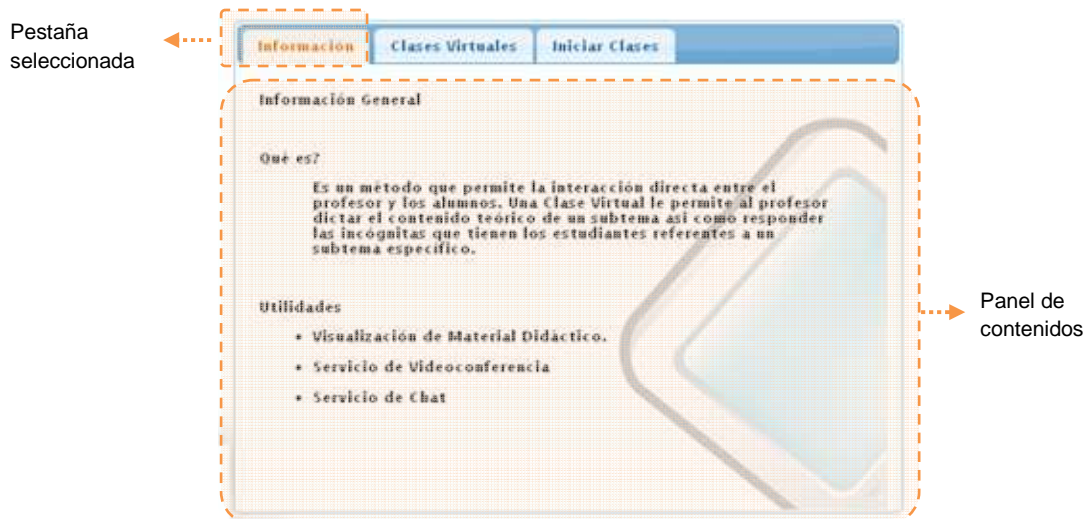 Pestaña
seleccionada
Información Clases Virtuales Iniciar Clases
Información General
Qué es?
Es un método que permite la interacción directa entre el
profesor y los alumnos. Una Clase Virtual le permite al profesor
dictar el contenido teórico de un subtema así como responder
las incógnitas que tienen los estudiantes referentes a un
subtema específico.
Utilidades
• Visualización de Material Didáctico.
• Servicio de Videoconferencia
• Servicio de Chat
Panel de
contenidos